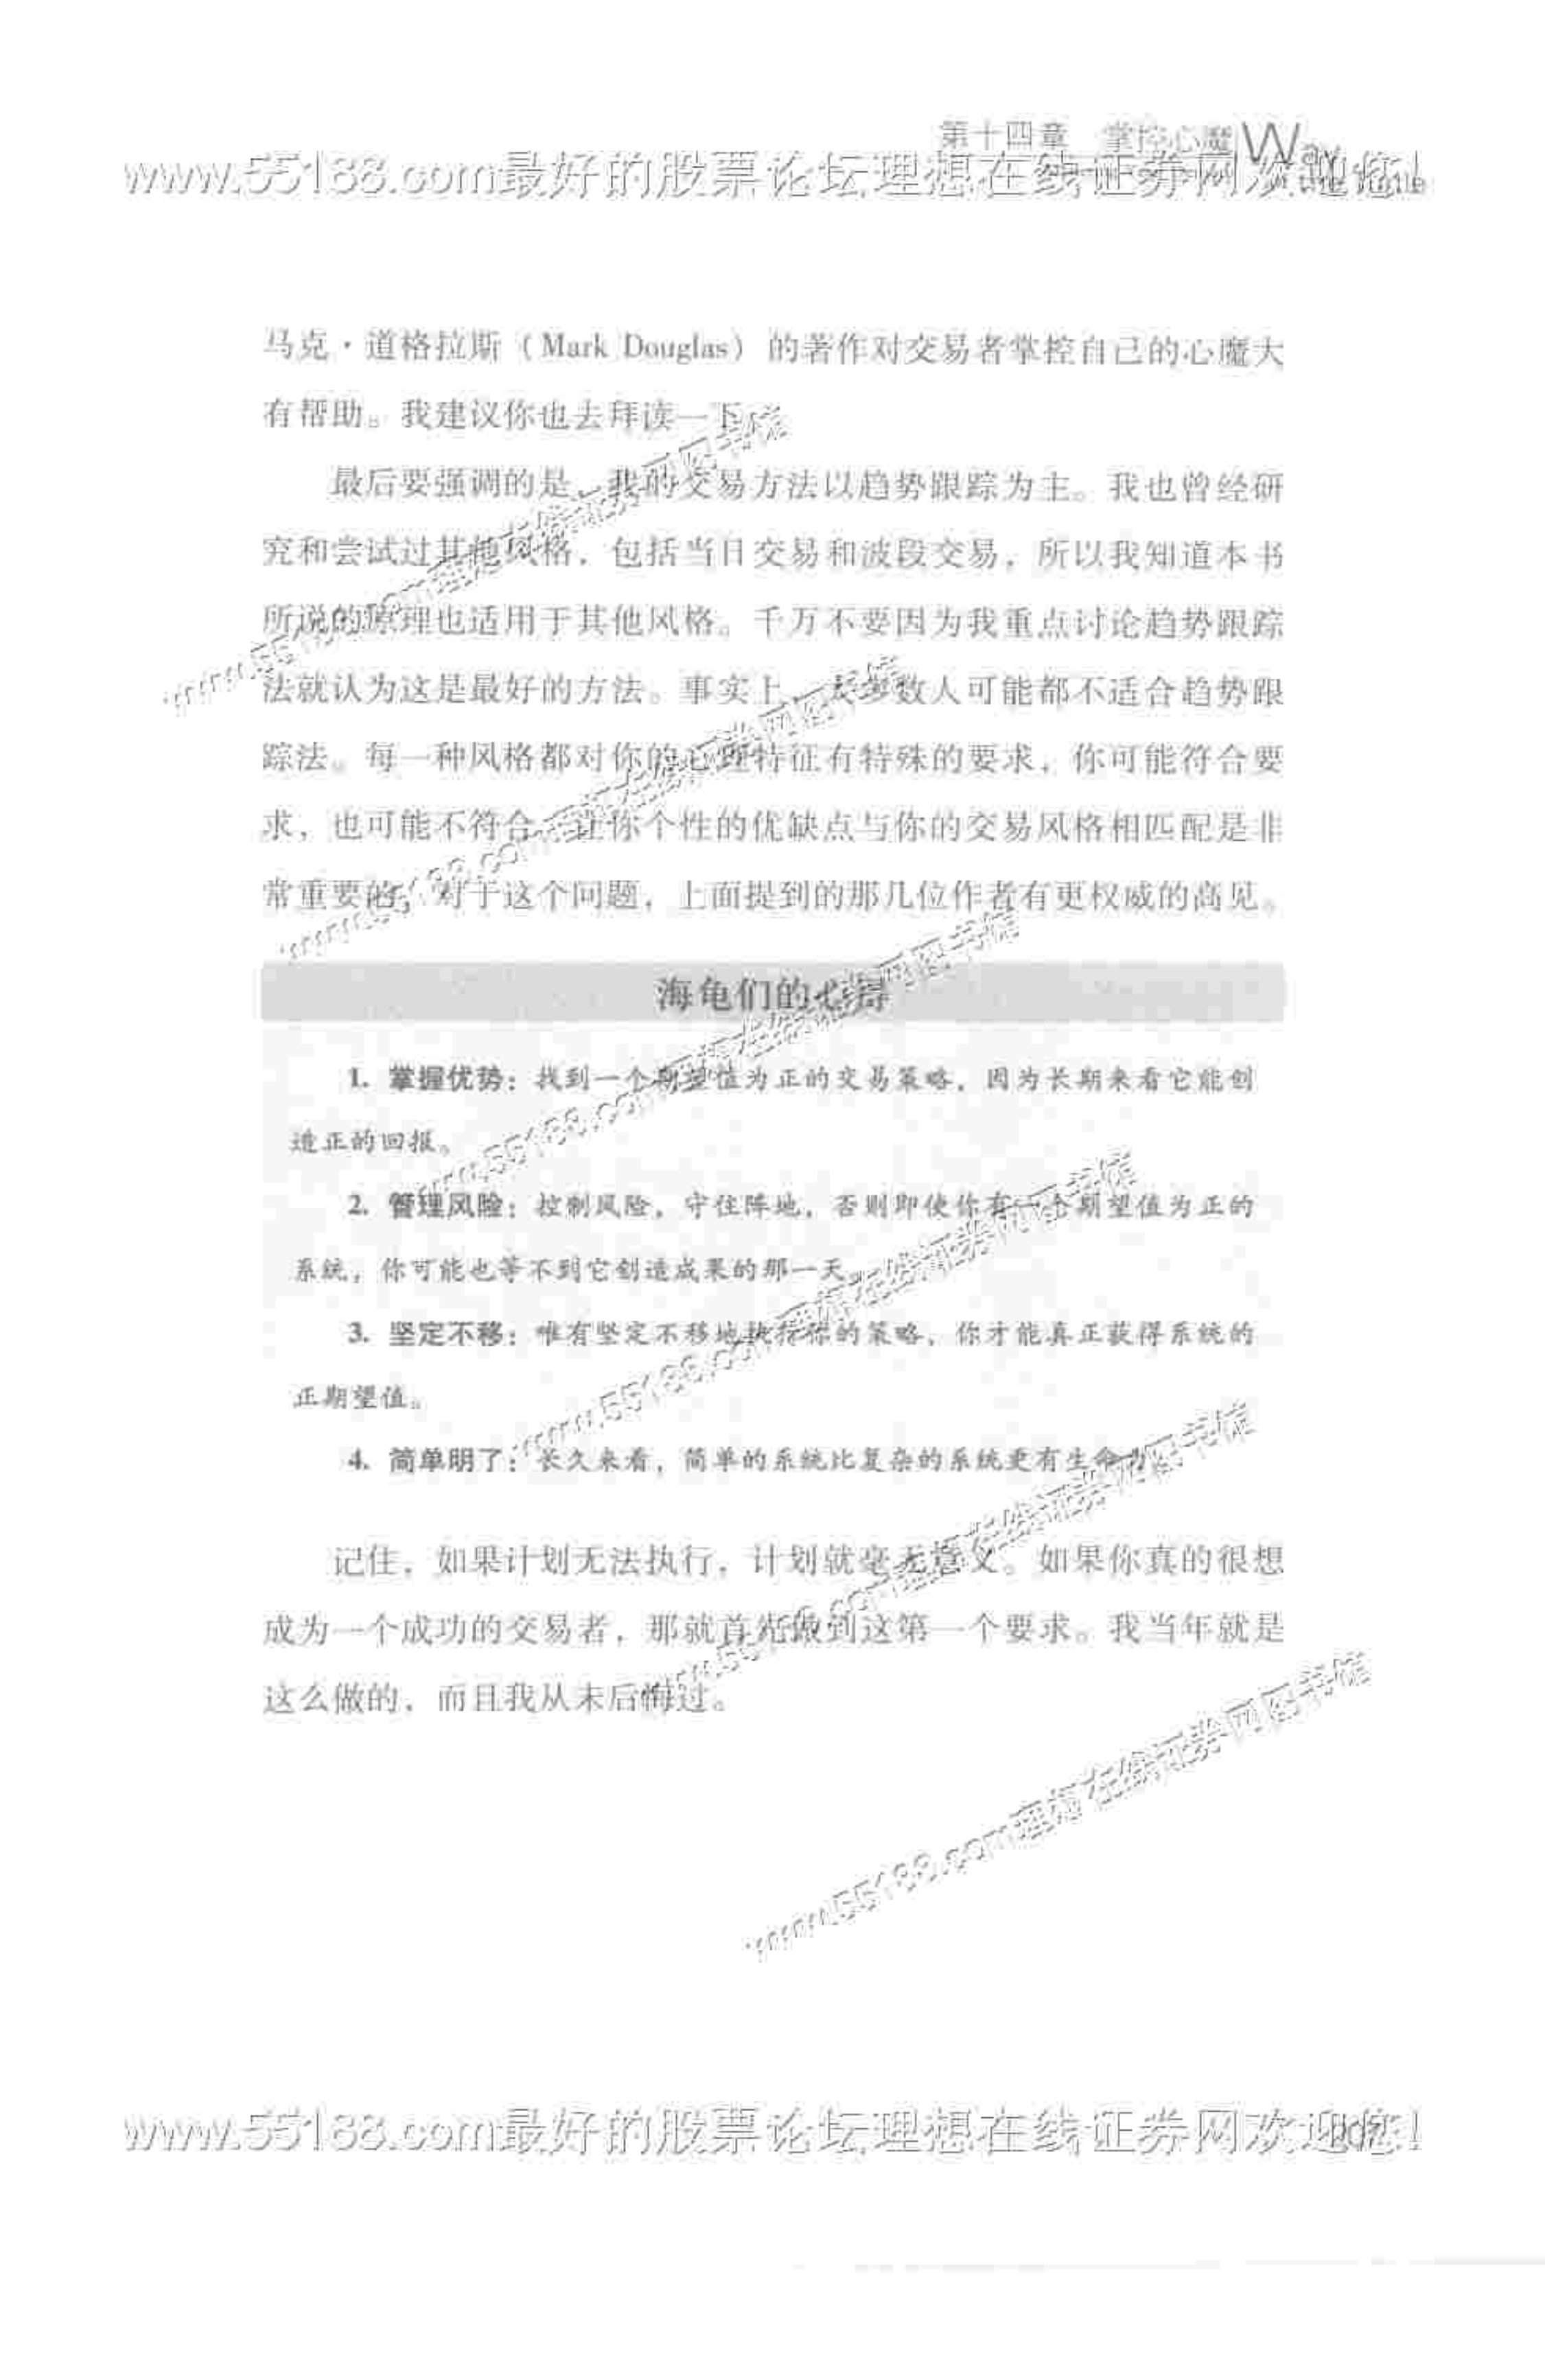 第十四章　掌控心魔 Way
www.55188.com最好的股票论坛理想在线证券网欢迎您!
马克·道格拉斯（Mark Douglas）的著作对交易者掌控自己的心魔大
有帮助。我建议你也去拜读一下。
最后要强调的是，我的交易方法以趋势跟踪为主。我也曾经研
究和尝试过其他风格，包括当日交易和波段交易，所以我知道本书
所说的原理也适用于其他风格。千万不要因为我重点讨论趋势跟踪
法就认为这是最好的方法。事实上，大多数人可能都不适合趋势跟
踪法。每一种风格都对你的心理特征有特殊的要求，你可能符合要
求，也可能不符合。让你个性的优缺点与你的交易风格相匹配是非
常重要的，对于这个问题，上面提到的那几位作者有更权威的高见。
海龟们的心得
1. 掌握优势：找到一个期望值为正的交易策略，因为长期来看它能创
造正的回报。
2. 管理风险：控制风险，守住阵地，否则即使你有一个期望值为正的
系统，你可能也等不到它创造成果的那一天。
3. 坚定不移：唯有坚定不移地执行你的策略，你才能真正获得系统的
正期望值。
4. 简单明了：长久来看，简单的系统比复杂的系统更有生命力。
记住，如果计划无法执行，计划就毫无意义。如果你真的很想
成为一个成功的交易者，那就首先做到这第一个要求。我当年就是
这么做的，而且我从未后悔过。
www.55188.com理想在线证券网图书馆
www.55188.com最好的股票论坛理想在线证券网欢迎您!